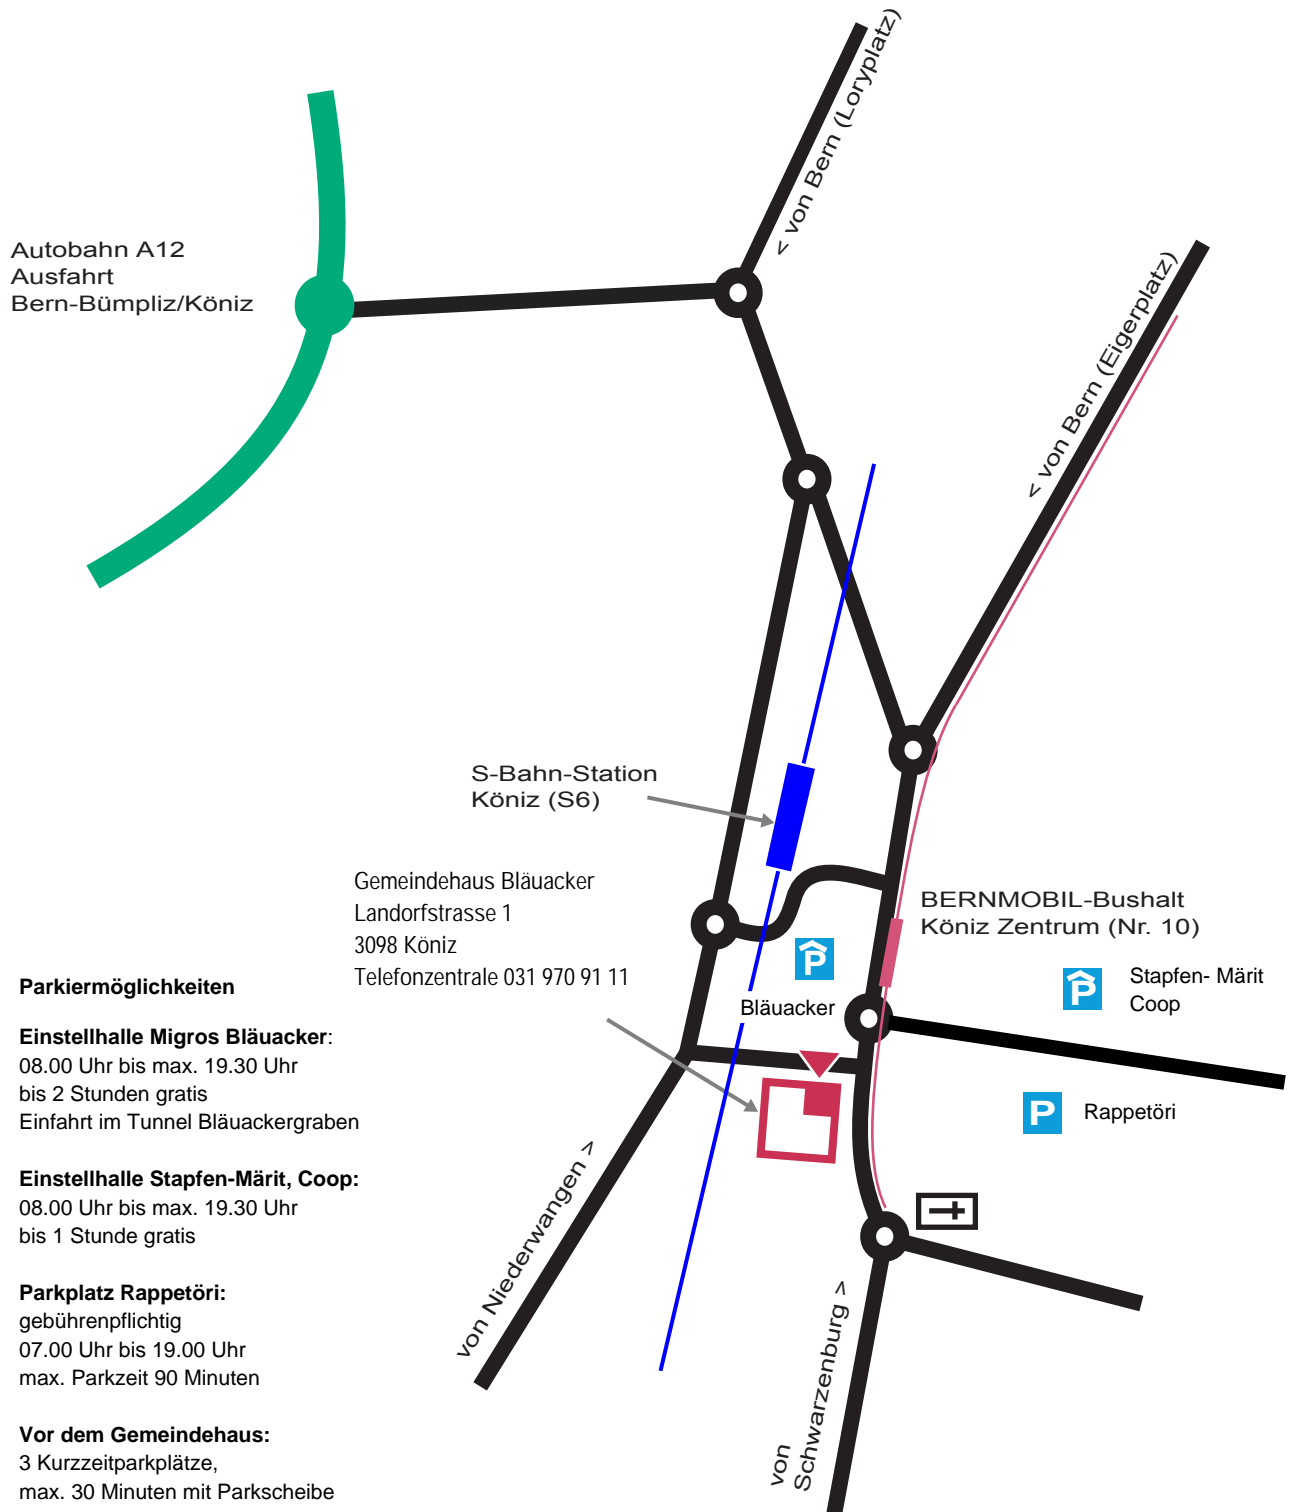 < von Bern (Loryplatz)
Autobahn A12
Ausfahrt
Bern-Bümpliz/Köniz
< von Bern (Eigerplatz)
S-Bahn-Station
Köniz (S6)
Gemeindehaus Bläuacker
Landorfstrasse 1
3098 Köniz
Telefonzentrale 031 970 91 11
BERNMOBIL-Bushalt
Köniz Zentrum (Nr. 10)
P
Bläuacker
P
Stapfen- Märit
Coop
P
Rappetöri
von Niederwangen >
von
Schwarzenburg >
Parkiermöglichkeiten
Einstellhalle Migros Bläuacker:
08.00 Uhr bis max. 19.30 Uhr
bis 2 Stunden gratis
Einfahrt im Tunnel Bläuackergraben
Einstellhalle Stapfen-Märit, Coop:
08.00 Uhr bis max. 19.30 Uhr
bis 1 Stunde gratis
Parkplatz Rappetöri:
gebührenpflichtig
07.00 Uhr bis 19.00 Uhr
max. Parkzeit 90 Minuten
Vor dem Gemeindehaus:
3 Kurzzeitparkplätze,
max. 30 Minuten mit Parkscheibe